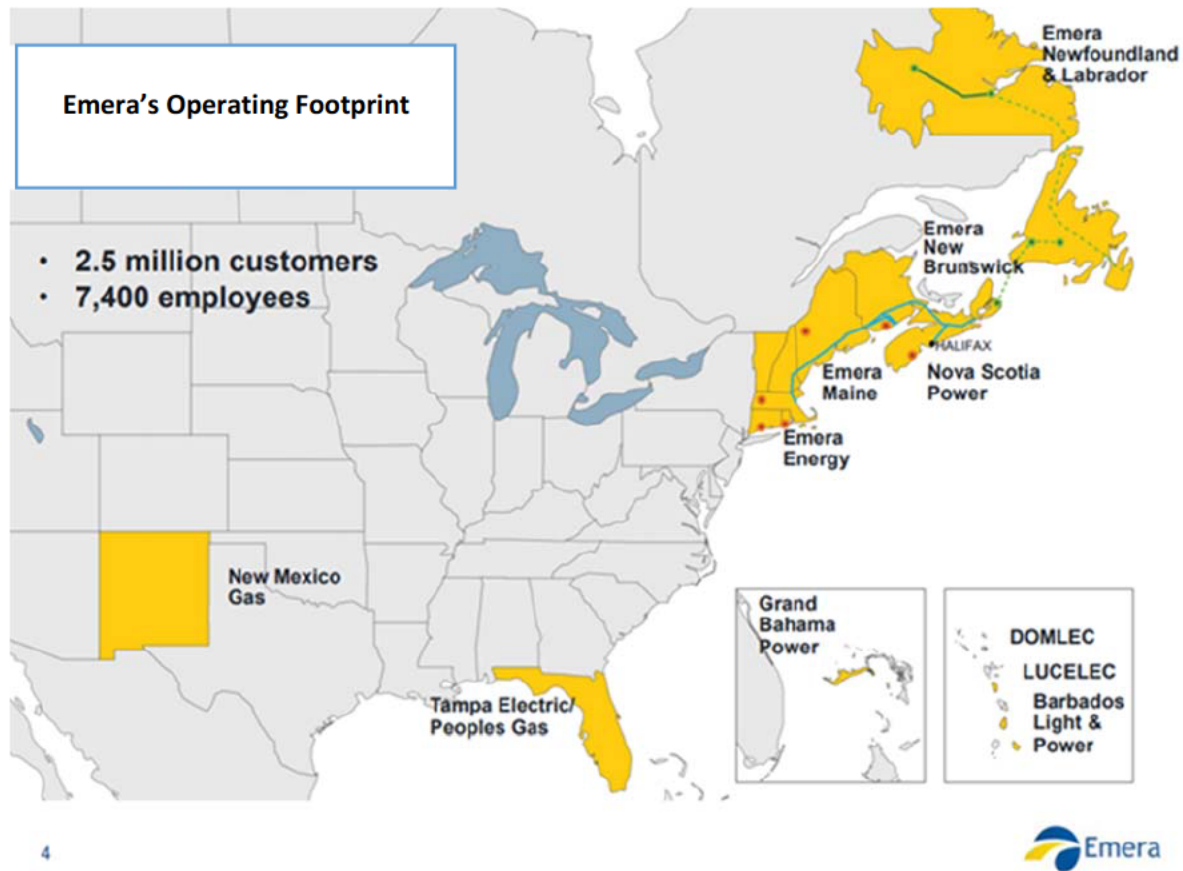 Emera’s Operating Footprint
• 2.5 million customers
• 7,400 employees
Emera
Newfoundland
& Labrador
Emera
New
Brunswick
HALIFAX
Emera
Maine
Nova Scotia
Power
Emera
Energy
New Mexico
Gas
Tampa Electric/
Peoples Gas
Grand
Bahama
Power
DOMLEC
LUCELEC
Barbados
Light &
Power
4
Emera